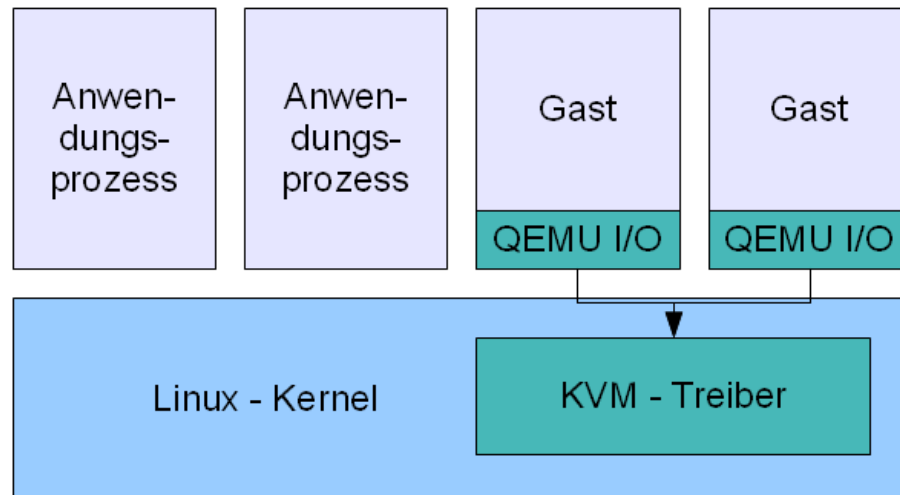 Anwen-
dungs-
prozess
Anwen-
dungs-
prozess
Gast
QEMU I/O
Gast
QEMU I/O
Linux - Kernel
KVM - Treiber